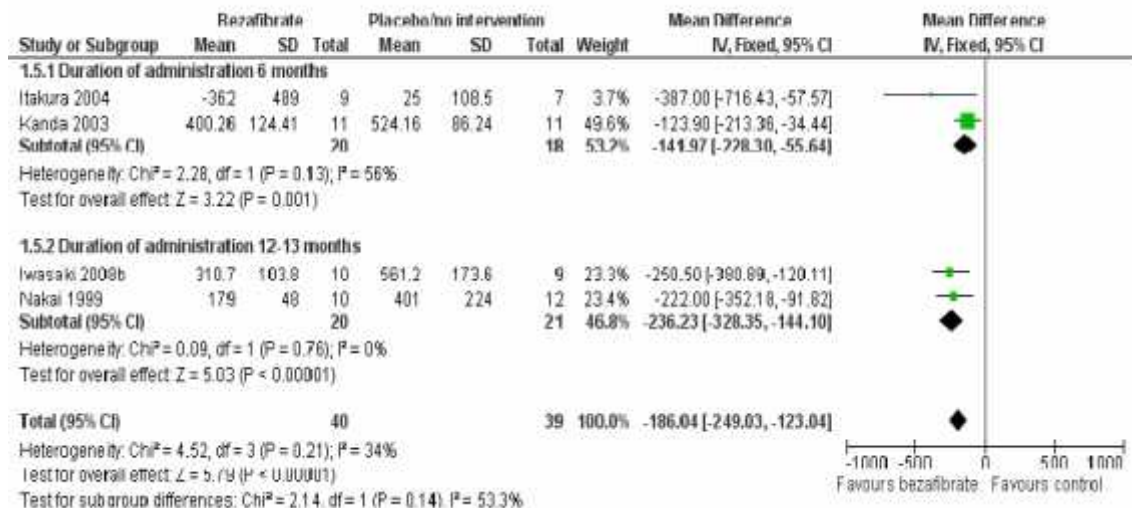 Bezafibrate Placebo/no intervention Mean Difference Mean Difference
Study or Subgroup Mean SD Total Mean SD Total Weight IV, Fixed, 95% CI IV, Fixed, 95% CI
1.5.1 Duration of administration 6 months
Itakura 2004 -362 489 9 25 108.5 7 3.7% -387.00 [-716.43, -57.57]
Kanda 2003 400.26 124.41 11 524.16 86.24 11 49.6% -123.90 [-213.36, -34.44]
Subtotal (95% CI) 20 18 53.2% -141.97 [-228.30, -55.64]
Heterogeneity: Chi² = 2.28, df = 1 (P = 0.13); I² = 56%
Test for overall effect: Z = 3.22 (P = 0.001)
1.5.2 Duration of administration 12-13 months
Iwasaki 2008b 310.7 103.8 10 561.2 173.6 9 23.3% -250.50 [-380.89, -120.11]
Nakai 1999 179 48 10 401 224 12 23.4% -222.00 [-352.18, -91.82]
Subtotal (95% CI) 20 21 46.8% -236.23 [-328.35, -144.10]
Heterogeneity: Chi² = 0.09, df = 1 (P = 0.76); I² = 0%
Test for overall effect: Z = 5.03 (P < 0.00001)
Total (95% CI) 40 39 100.0% -186.04 [-249.03, -123.04]
Heterogeneity: Chi² = 4.52, df = 3 (P = 0.21); I² = 34%
Test for overall effect: Z = 5.79 (P < 0.00001)
Test for subgroup differences: Chi² = 2.14, df = 1 (P = 0.14), I² = 53.3%
-1000 -500 0 500 1000
Favours bezafibrate Favours control